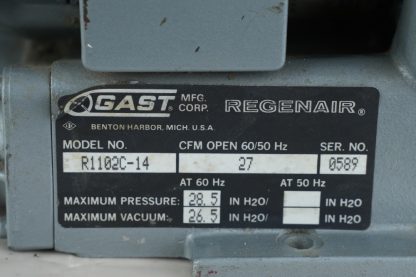 GAST® MFG. CORP. REGENAIR®
BENTON HARBOR, MICH. U.S.A.
MODEL NO. CFM OPEN 60/50 Hz SER. NO.
R1102C-14 27 0589
AT 60 Hz AT 50 Hz
MAXIMUM PRESSURE: 28.5 IN H2O/ IN H2O
MAXIMUM VACUUM: 26.5 IN H2O/ IN H2O